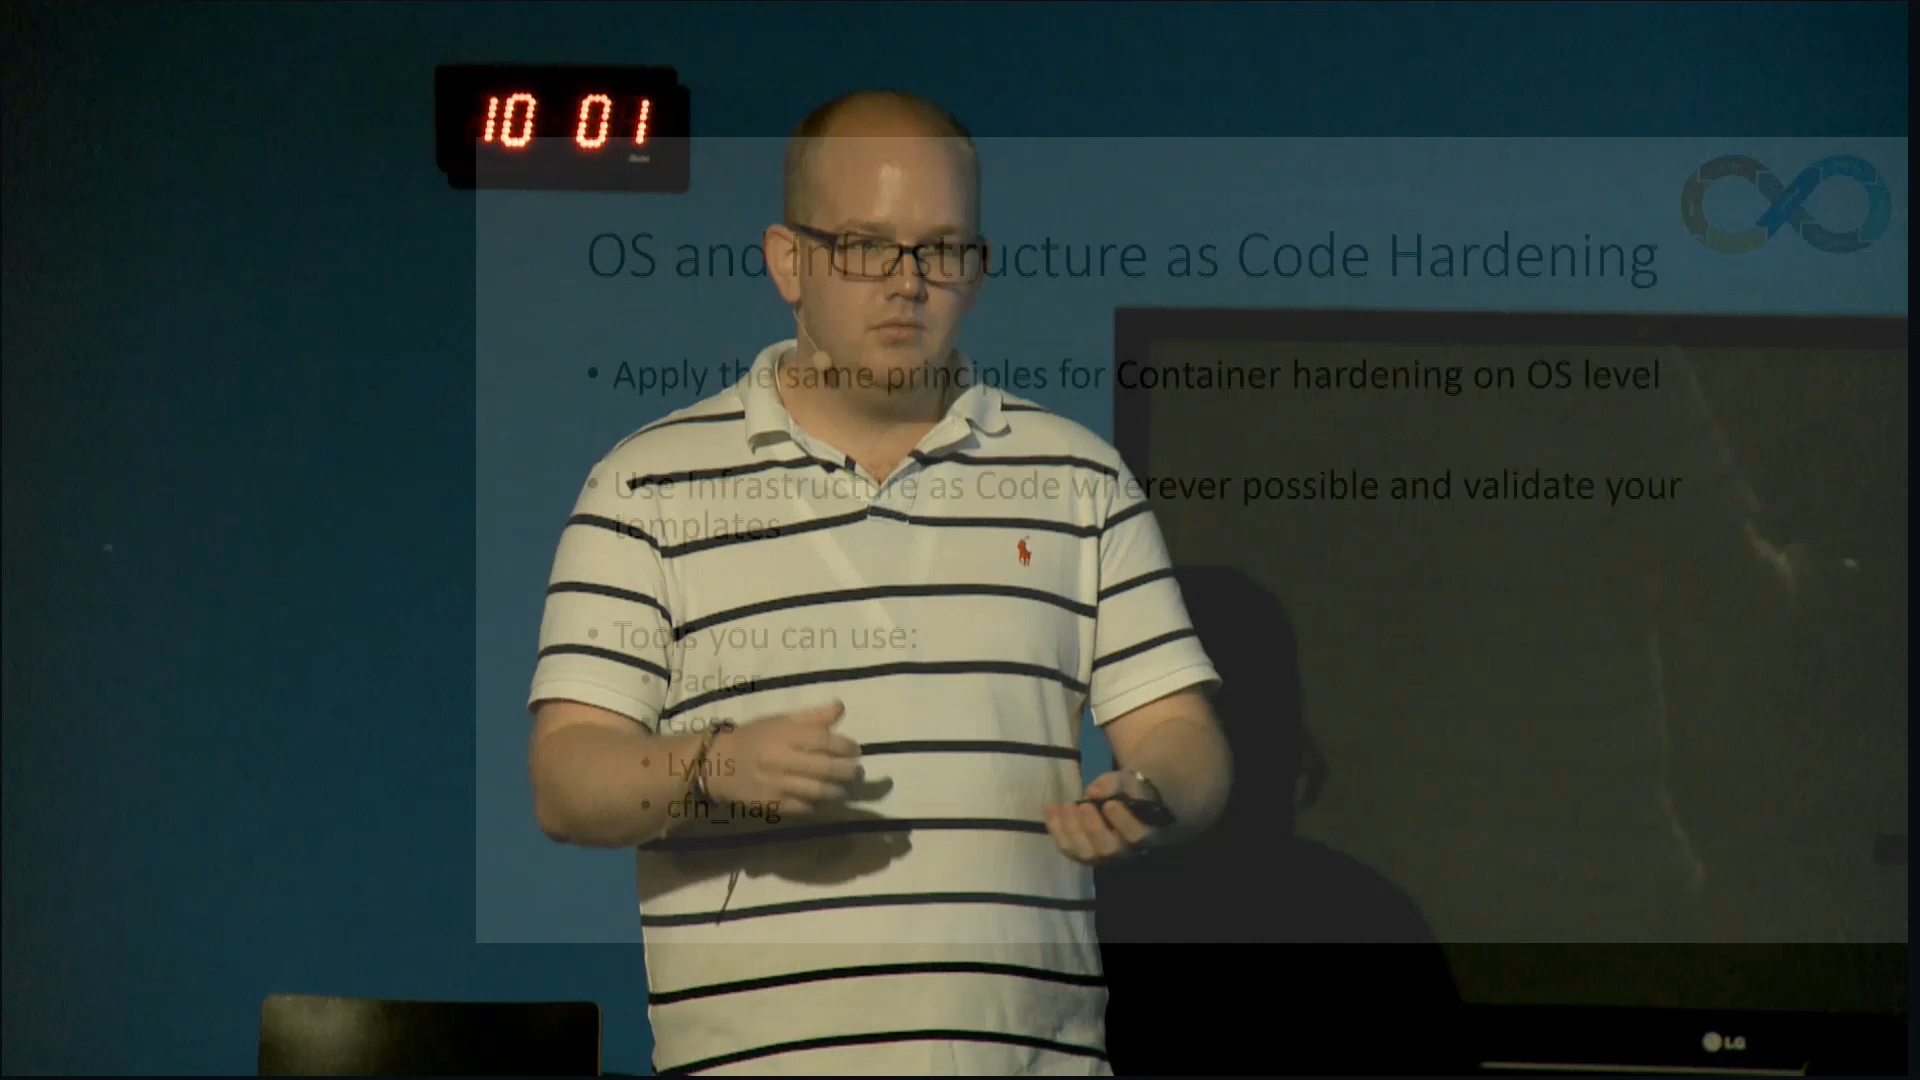 10 01
OS and Infrastructure as Code Hardening
• Apply the same principles for Container hardening on OS level
• Use Infrastructure as Code wherever possible and validate your
templates
• Tools you can use:
• Packer
• Goss
• Lynis
• cfn_nag
LG